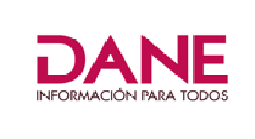 DANE
INFORMACIÓN PARA TODOS